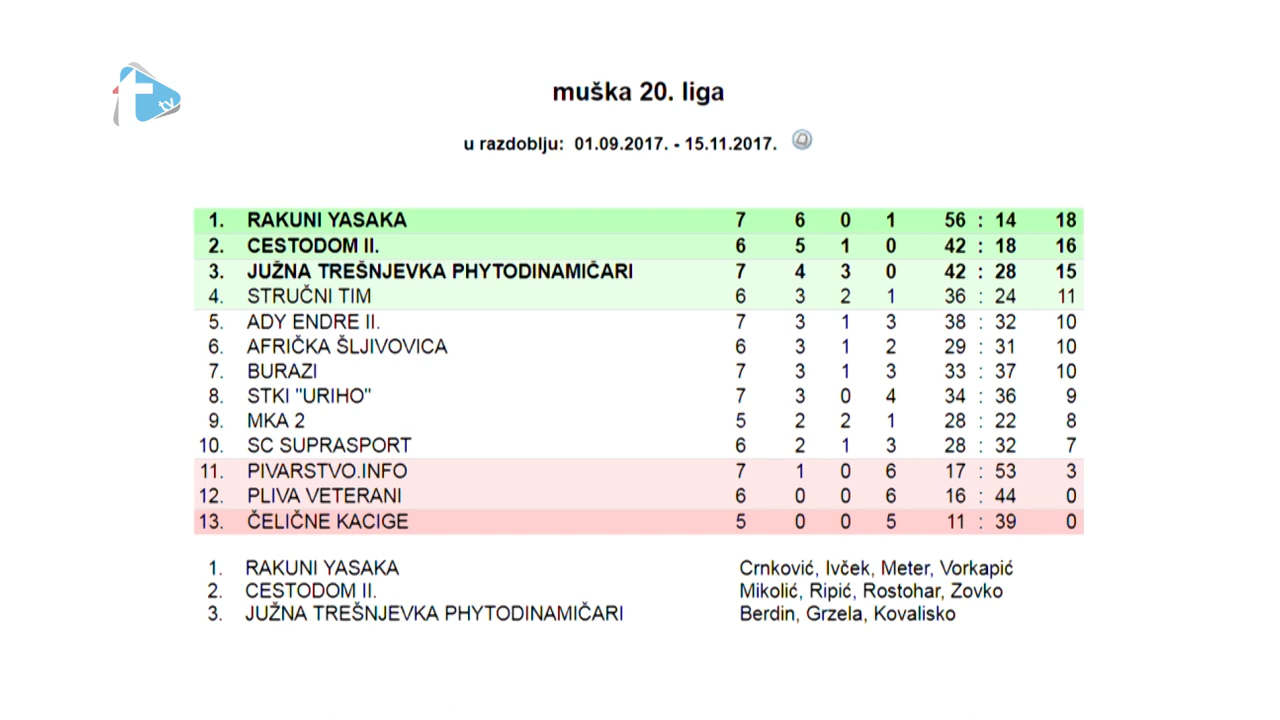 t tv
muška 20. liga
u razdoblju: 01.09.2017. - 15.11.2017.
1. RAKUNI YASAKA 7 6 0 1 56 : 14 18
2. CESTODOM II. 6 5 1 0 42 : 18 16
3. JUŽNA TREŠNJEVKA PHYTODINAMIČARI 7 4 3 0 42 : 28 15
4. STRUČNI TIM 6 3 2 1 36 : 24 11
5. ADY ENDRE II. 7 3 1 3 38 : 32 10
6. AFRIČKA ŠLJIVOVICA 6 3 1 2 29 : 31 10
7. BURAZI 7 3 1 3 33 : 37 10
8. STKI "URIHO" 7 3 0 4 34 : 36 9
9. MKA 2 5 2 2 1 28 : 22 8
10. SC SUPRASPORT 6 2 1 3 28 : 32 7
11. PIVARSTVO.INFO 7 1 0 6 17 : 53 3
12. PLIVA VETERANI 6 0 0 6 16 : 44 0
13. ČELIČNE KACIGE 5 0 0 5 11 : 39 0
1. RAKUNI YASAKA Crnković, Ivček, Meter, Vorkapić
2. CESTODOM II. Mikolić, Ripić, Rostohar, Zovko
3. JUŽNA TREŠNJEVKA PHYTODINAMIČARI Berdin, Grzela, Kovalisko